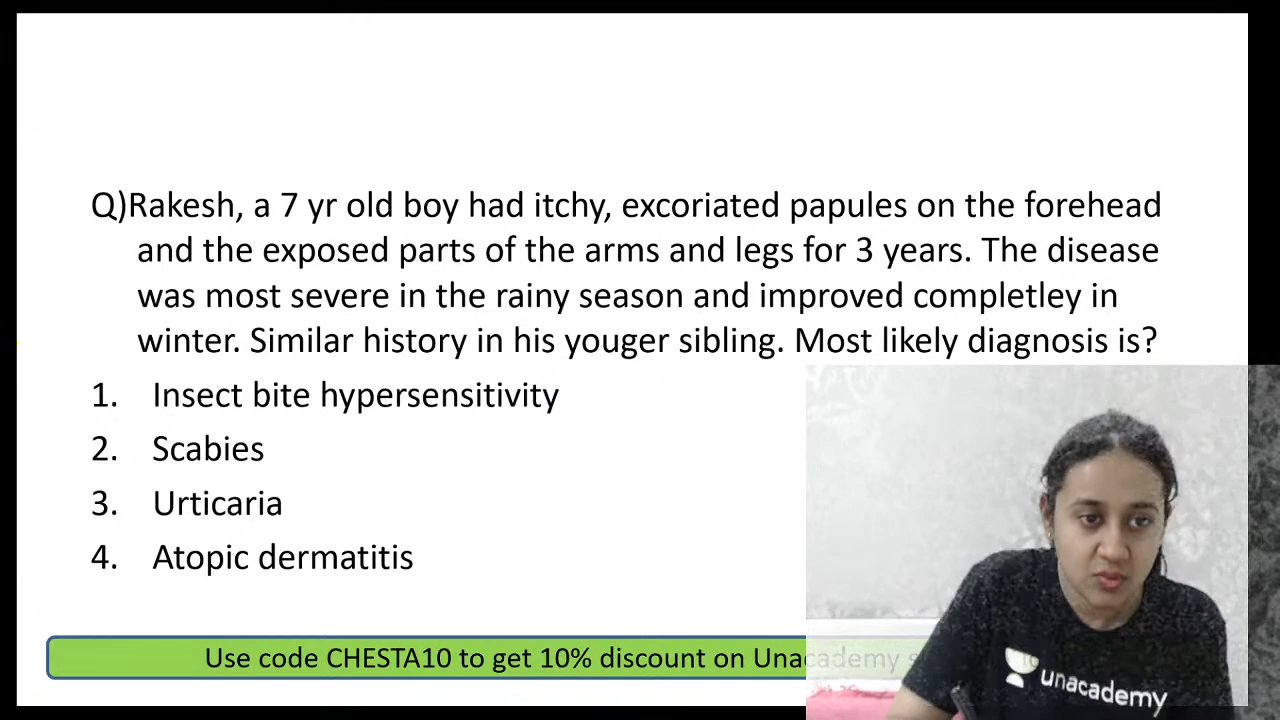 Q)Rakesh, a 7 yr old boy had itchy, excoriated papules on the forehead
and the exposed parts of the arms and legs for 3 years. The disease
was most severe in the rainy season and improved completley in
winter. Similar history in his youger sibling. Most likely diagnosis is?
1. Insect bite hypersensitivity
2. Scabies
3. Urticaria
4. Atopic dermatitis
Use code CHESTA10 to get 10% discount on Unacademy
unacademy